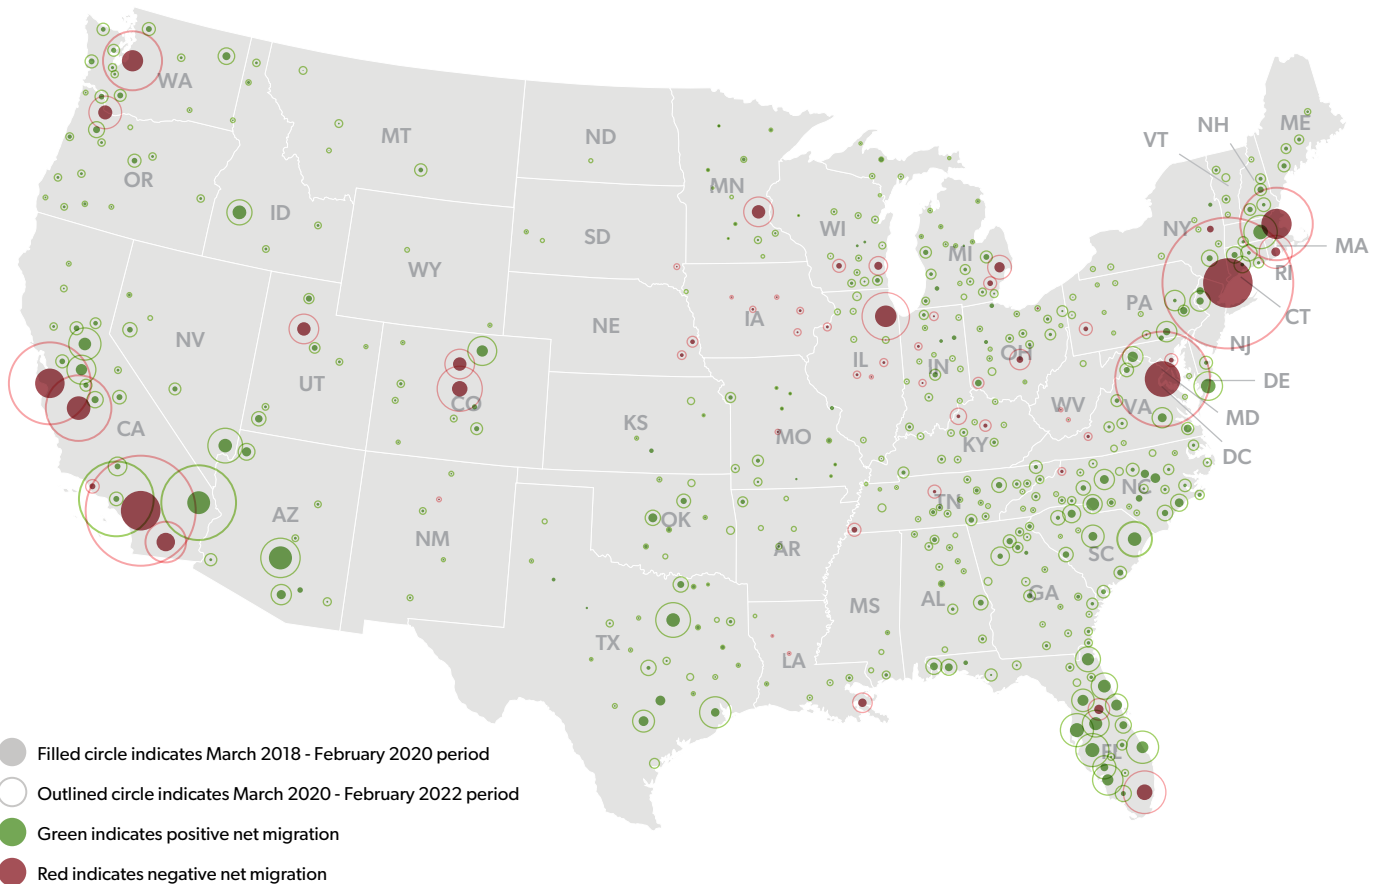 WA
MT
ND
MN
OR
ID
WY
SD
WI
MI
VT
NH
ME
NY
MA
RI
CT
PA
NJ
NV
UT
NE
IA
IL
IN
OH
DE
MD
DC
CA
CO
KS
MO
KY
WV
VA
AZ
NM
OK
AR
TN
NC
SC
TX
LA
MS
AL
GA
FL
Filled circle indicates March 2018 - February 2020 period
Outlined circle indicates March 2020 - February 2022 period
Green indicates positive net migration
Red indicates negative net migration